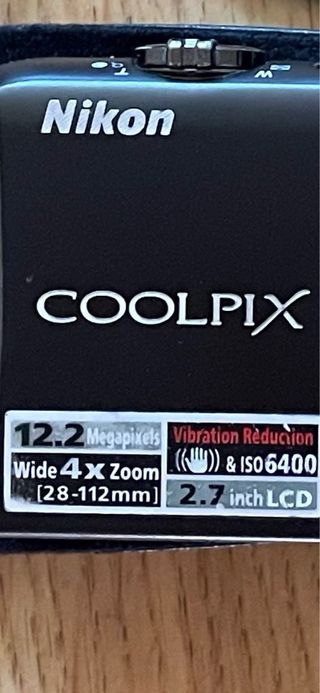 T W
Nikon
COOLPIX
12.2 Megapixels
Wide 4x Zoom
[28-112mm]
Vibration Reduction
& ISO6400
2.7 inch LCD